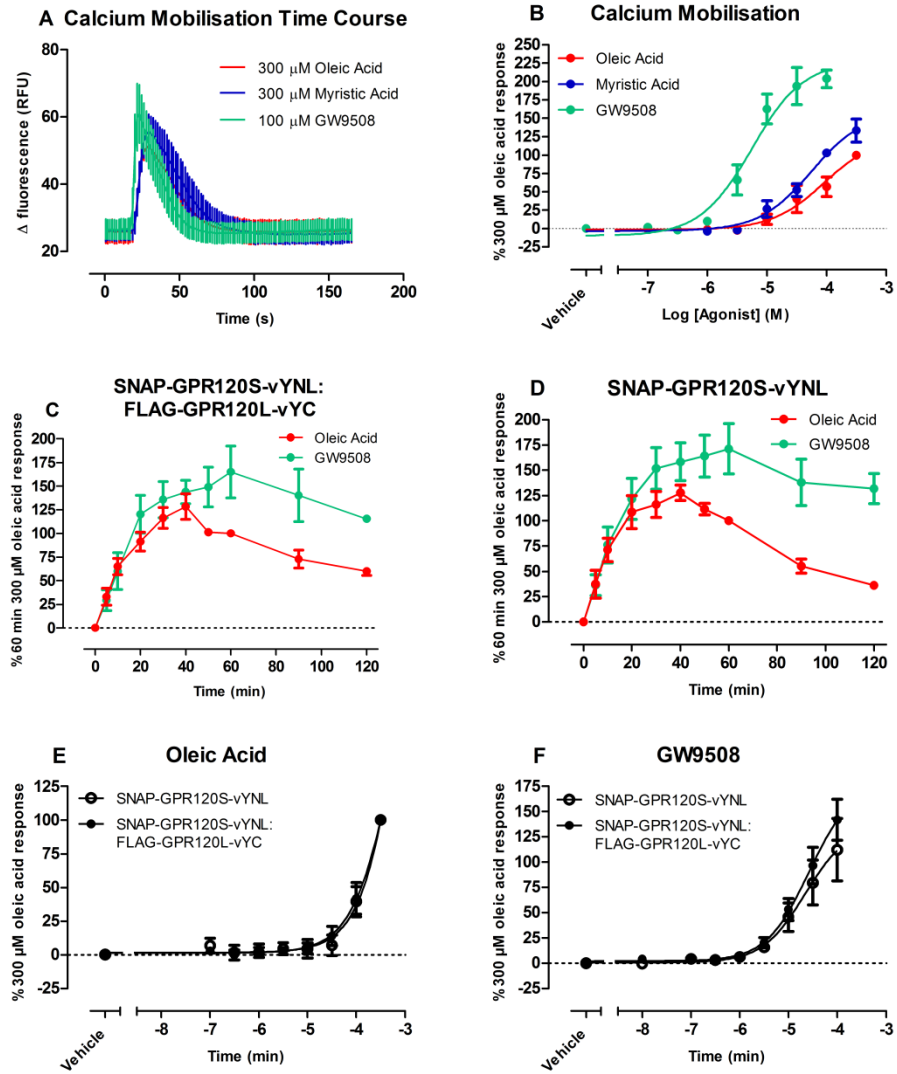 A Calcium Mobilisation Time Course
80
60
40
20
Δ fluorescence (RFU)
300 µM Oleic Acid
300 µM Myristic Acid
100 µM GW9508
0 50 100 150 200
Time (s)
B Calcium Mobilisation
%300 µM oleic acid response
250
225
200
175
150
125
100
75
50
25
0
25
Oleic Acid
Myristic Acid
GW9508
Vehicle
-7 -6 -5 -4 -3
Log [Agonist] (M)
C SNAP-GPR120S-vYNL:
FLAG-GPR120L-vYC
%60 min 300 µM oleic acid response
200
175
150
125
100
75
50
25
0
Oleic Acid
GW9508
0 20 40 60 80 100 120
Time (min)
D SNAP-GPR120S-vYNL
%60 min 300 µM oleic acid response
200
175
150
125
100
75
50
25
0
Oleic Acid
GW9508
0 20 40 60 80 100 120
Time (min)
E Oleic Acid
%300 µM oleic acid response
125
100
75
50
25
0
25
SNAP-GPR120S-vYNL
SNAP-GPR120S-vYNL:
FLAG-GPR120L-vYC
Vehicle
-8 -7 -6 -5 -4 -3
Time (min)
F GW9508
%300 µM oleic acid response
175
150
125
100
75
50
25
0
25
SNAP-GPR120S-vYNL
SNAP-GPR120S-vYNL:
FLAG-GPR120L-vYC
Vehicle
-8 -7 -6 -5 -4 -3
Time (min)